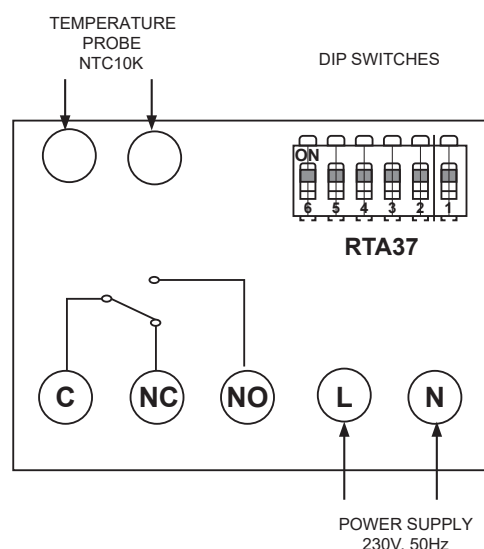 TEMPERATURE
PROBE
NTC10K
DIP SWITCHES
ON
6 5 4 3 2 1
RTA37
C NC NO L N
POWER SUPPLY
230V, 50Hz